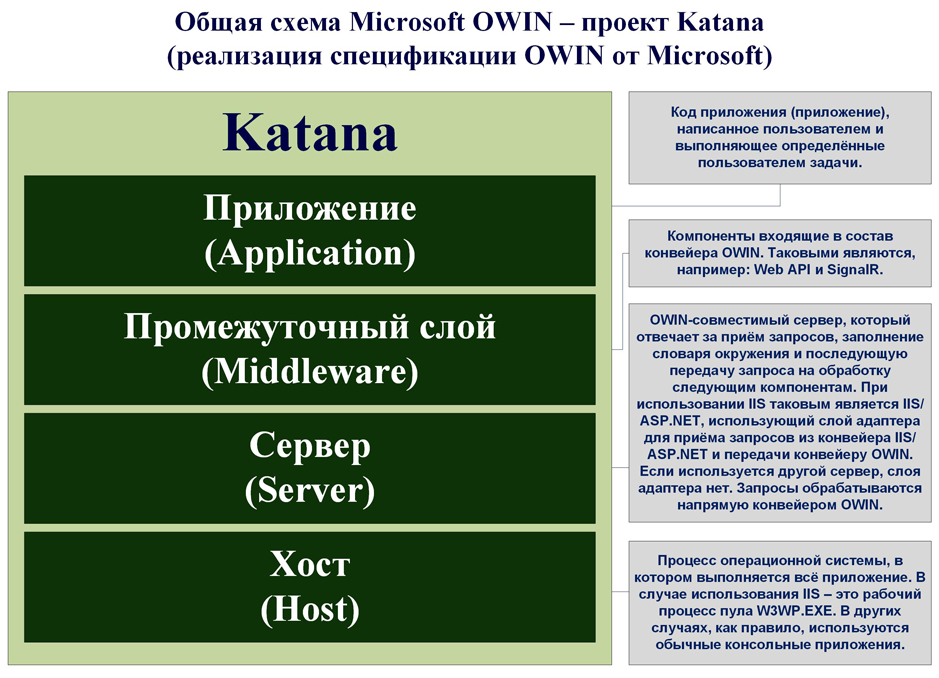 Общая схема Microsoft OWIN – проект Katana
(реализация спецификации OWIN от Microsoft)
Katana
Приложение
(Application)
Код приложения (приложение),
написанное пользователем и
выполняющее определённые
пользователем задачи.
Промежуточный слой
(Middleware)
Компоненты входящие в состав
конвейера OWIN. Таковыми являются,
например: Web API и SignalR.
Сервер
(Server)
OWIN-совместимый сервер, который
отвечает за приём запросов, заполнение
словаря окружения и последующую
передачу запроса на обработку
следующим компонентам. При
использовании IIS таковым является IIS/
ASP.NET, использующий слой адаптера
для приёма запросов из конвейера IIS/
ASP.NET и передачи конвейеру OWIN.
Если используется другой сервер, слоя
адаптера нет. Запросы обрабатываются
напрямую конвейером OWIN.
Хост
(Host)
Процесс операционной системы, в
котором выполняется всё приложение. В
случае использования IIS – это рабочий
процесс пула W3WP.EXE. В других
случаях, как правило, используются
обычные консольные приложения.